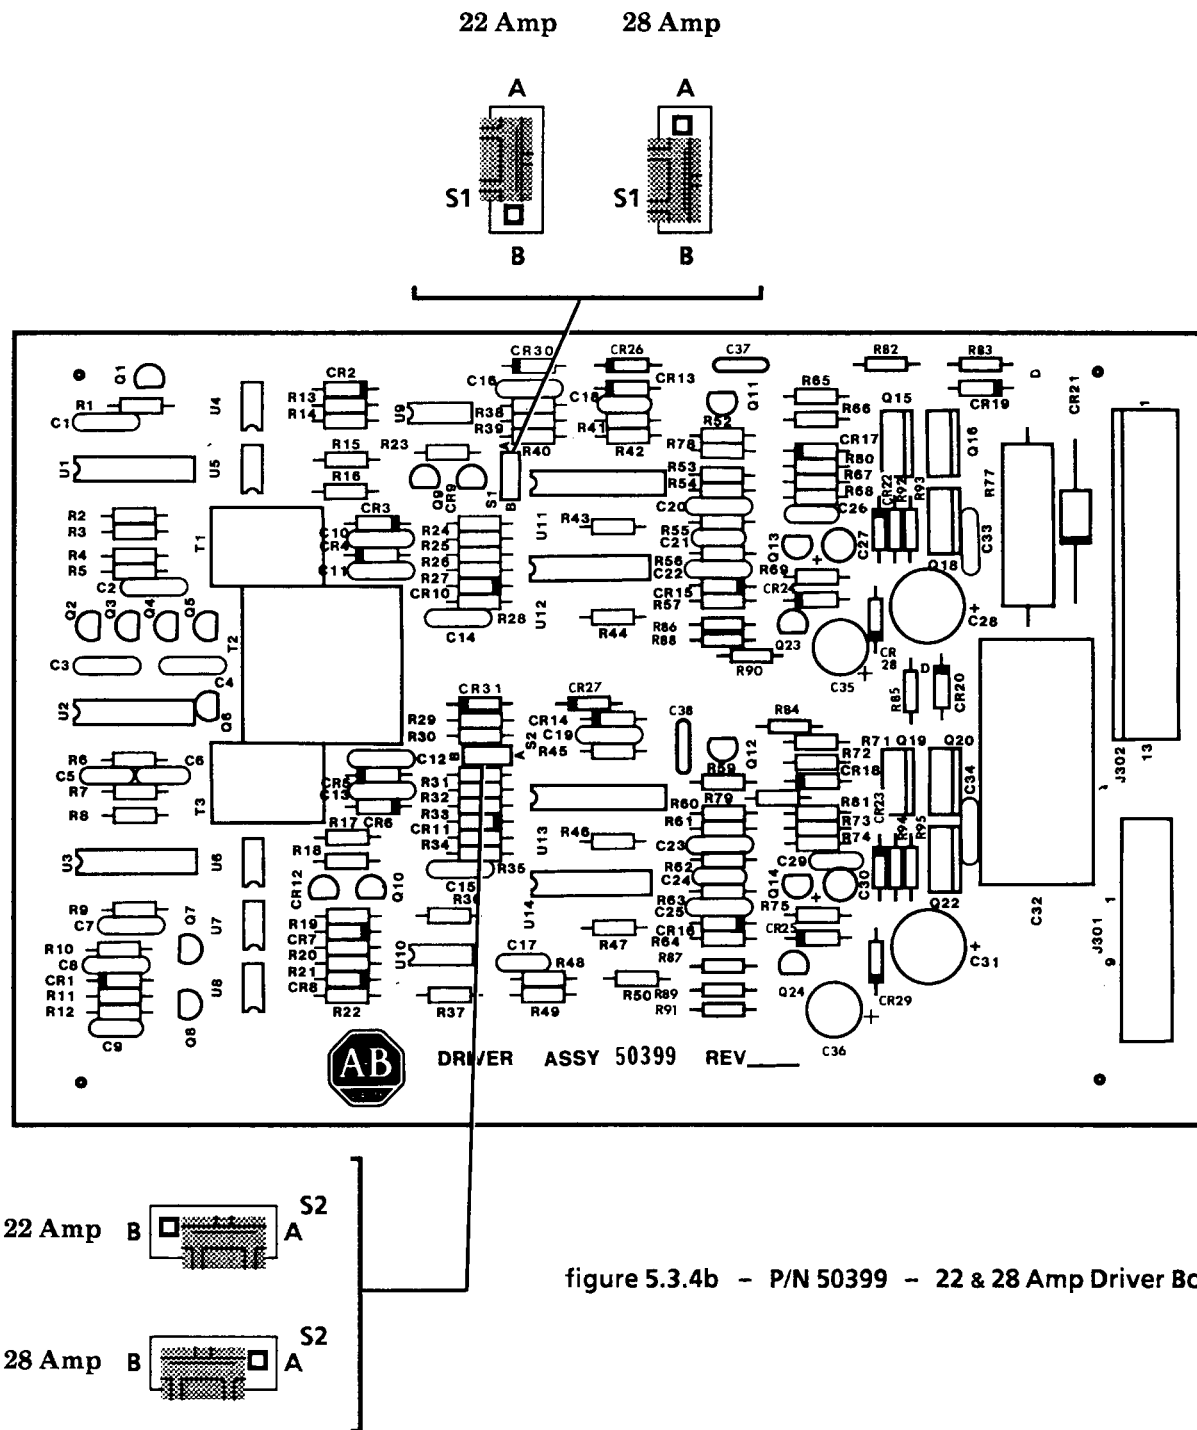 22 Amp 28 Amp
A A
S1 S1
B B
CR30 CR26 C37 R82 R83 D
Q1 CR2 C16 CR13 Q11 R65 CR21 1
R1 R13 U9 R38 C18 R66 Q15 CR19
C1 U4 R14 R39 R41 R52 Q16
R15 R23 A R40 R42 R78 CR17 R77
U1 U5 R16 Q9 CR9 S1 B R53 R80
R54 R67 CR22 R92 R93
R2 CR3 R24 U11 R43 C20 R68 C26
R3 T1 C10 R25 R55 Q13 C27 C33
R4 CR4 R26 C21 + Q18
R5 C11 R27 R56 R69
C2 CR10 C22 CR24
Q2 Q3 Q4 Q5 CR15 +
T2 R28 U12 R44 R57 C28
C14 R86 Q23 CR28
C3 C4 R88 C35 +
R90 D
U2 Q6 CR31 CR27 C38 R84 R85 CR20
R29 CR14
R30 C19 S2 Q12 R71 Q19 Q20
R6 C12 B A R45 R59 R72 C34 J302 13
C5 C6 CR5 R31 R79 CR18
R7 T3 C13 R32 R60 R81 CR23
R8 CR6 R33 R61 R73 R94 R95
R17 CR11 U13 R46 C23 R74
U3 U6 R18 R34 R62 C29
CR12 Q10 R35 C24 Q14 C30 +
C15 R36 U14 R63 R75 Q22 C32
R9 Q7 U7 R19 C25 CR25
C7 CR7 R47 CR16 J301 1 9
R10 R20 U10 C17 R64 + C31
C8 R21 R48 R87 Q24
CR1 U8 CR8 R50 R89 CR29
R11 R22 R37 R49 R91
R12 Q8 + C36
C9
AB DRIVER ASSY 50399 REV____
22 Amp B A S2
figure 5.3.4b – P/N 50399 – 22 & 28 Amp Driver Bo
28 Amp B A S2